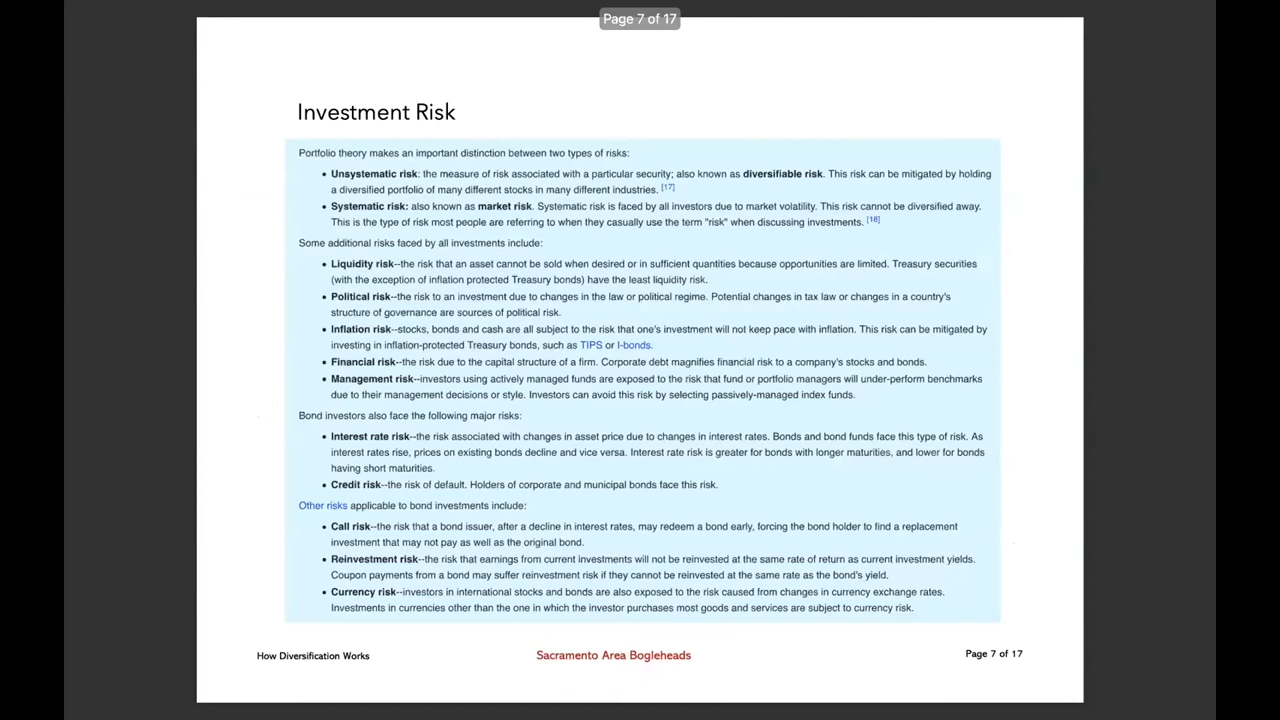 Page 7 of 17
Investment Risk
Portfolio theory makes an important distinction between two types of risks:
• Unsystematic risk: the measure of risk associated with a particular security; also known as diversifiable risk. This risk can be mitigated by holding
a diversified portfolio of many different stocks in many different industries. [17]
• Systematic risk: also known as market risk. Systematic risk is faced by all investors due to market volatility. This risk cannot be diversified away.
This is the type of risk most people are referring to when they casually use the term "risk" when discussing investments. [18]
Some additional risks faced by all investments include:
• Liquidity risk--the risk that an asset cannot be sold when desired or in sufficient quantities because opportunities are limited. Treasury securities
(with the exception of inflation protected Treasury bonds) have the least liquidity risk.
• Political risk--the risk to an investment due to changes in the law or political regime. Potential changes in tax law or changes in a country's
structure of governance are sources of political risk.
• Inflation risk--stocks, bonds and cash are all subject to the risk that one's investment will not keep pace with inflation. This risk can be mitigated by
investing in inflation-protected Treasury bonds, such as TIPS or I-bonds.
• Financial risk--the risk due to the capital structure of a firm. Corporate debt magnifies financial risk to a company's stocks and bonds.
• Management risk--investors using actively managed funds are exposed to the risk that fund or portfolio managers will under-perform benchmarks
due to their management decisions or style. Investors can avoid this risk by selecting passively-managed index funds.
Bond investors also face the following major risks:
• Interest rate risk--the risk associated with changes in asset price due to changes in interest rates. Bonds and bond funds face this type of risk. As
interest rates rise, prices on existing bonds decline and vice versa. Interest rate risk is greater for bonds with longer maturities, and lower for bonds
having short maturities.
• Credit risk--the risk of default. Holders of corporate and municipal bonds face this risk.
Other risks applicable to bond investments include:
• Call risk--the risk that a bond issuer, after a decline in interest rates, may redeem a bond early, forcing the bond holder to find a replacement
investment that may not pay as well as the original bond.
• Reinvestment risk--the risk that earnings from current investments will not be reinvested at the same rate of return as current investment yields.
Coupon payments from a bond may suffer reinvestment risk if they cannot be reinvested at the same rate as the bond's yield.
• Currency risk--investors in international stocks and bonds are also exposed to the risk caused from changes in currency exchange rates.
Investments in currencies other than the one in which the investor purchases most goods and services are subject to currency risk.
How Diversification Works
Sacramento Area Bogleheads
Page 7 of 17